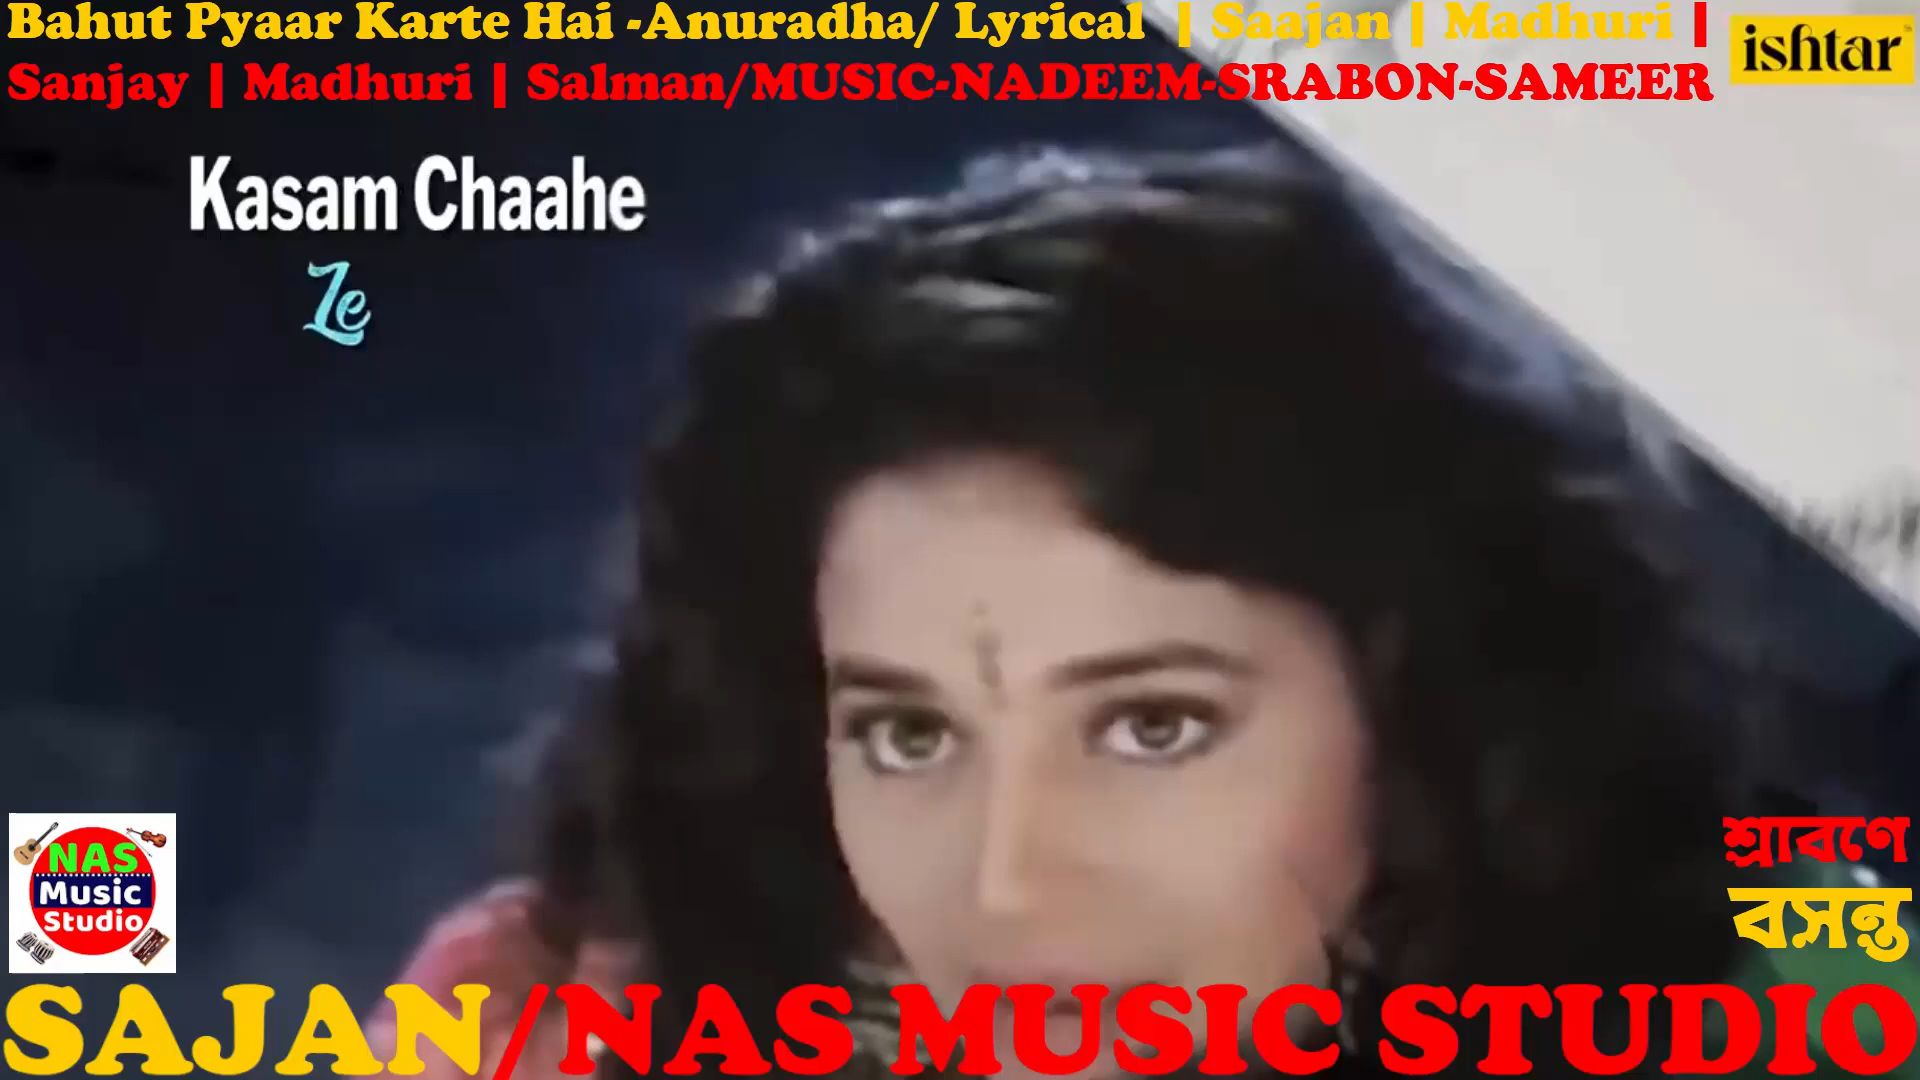 Bahut Pyaar Karte Hai -Anuradha/ Lyrical | Saajan | Madhuri |
Sanjay | Madhuri | Salman/MUSIC-NADEEM-SRABON-SAMEER
ishtar
Kasam Chaahe
Le
NAS
Music
Studio
শ্রাবণে
বসন্ত
SAJAN/NAS MUSIC STUDIO